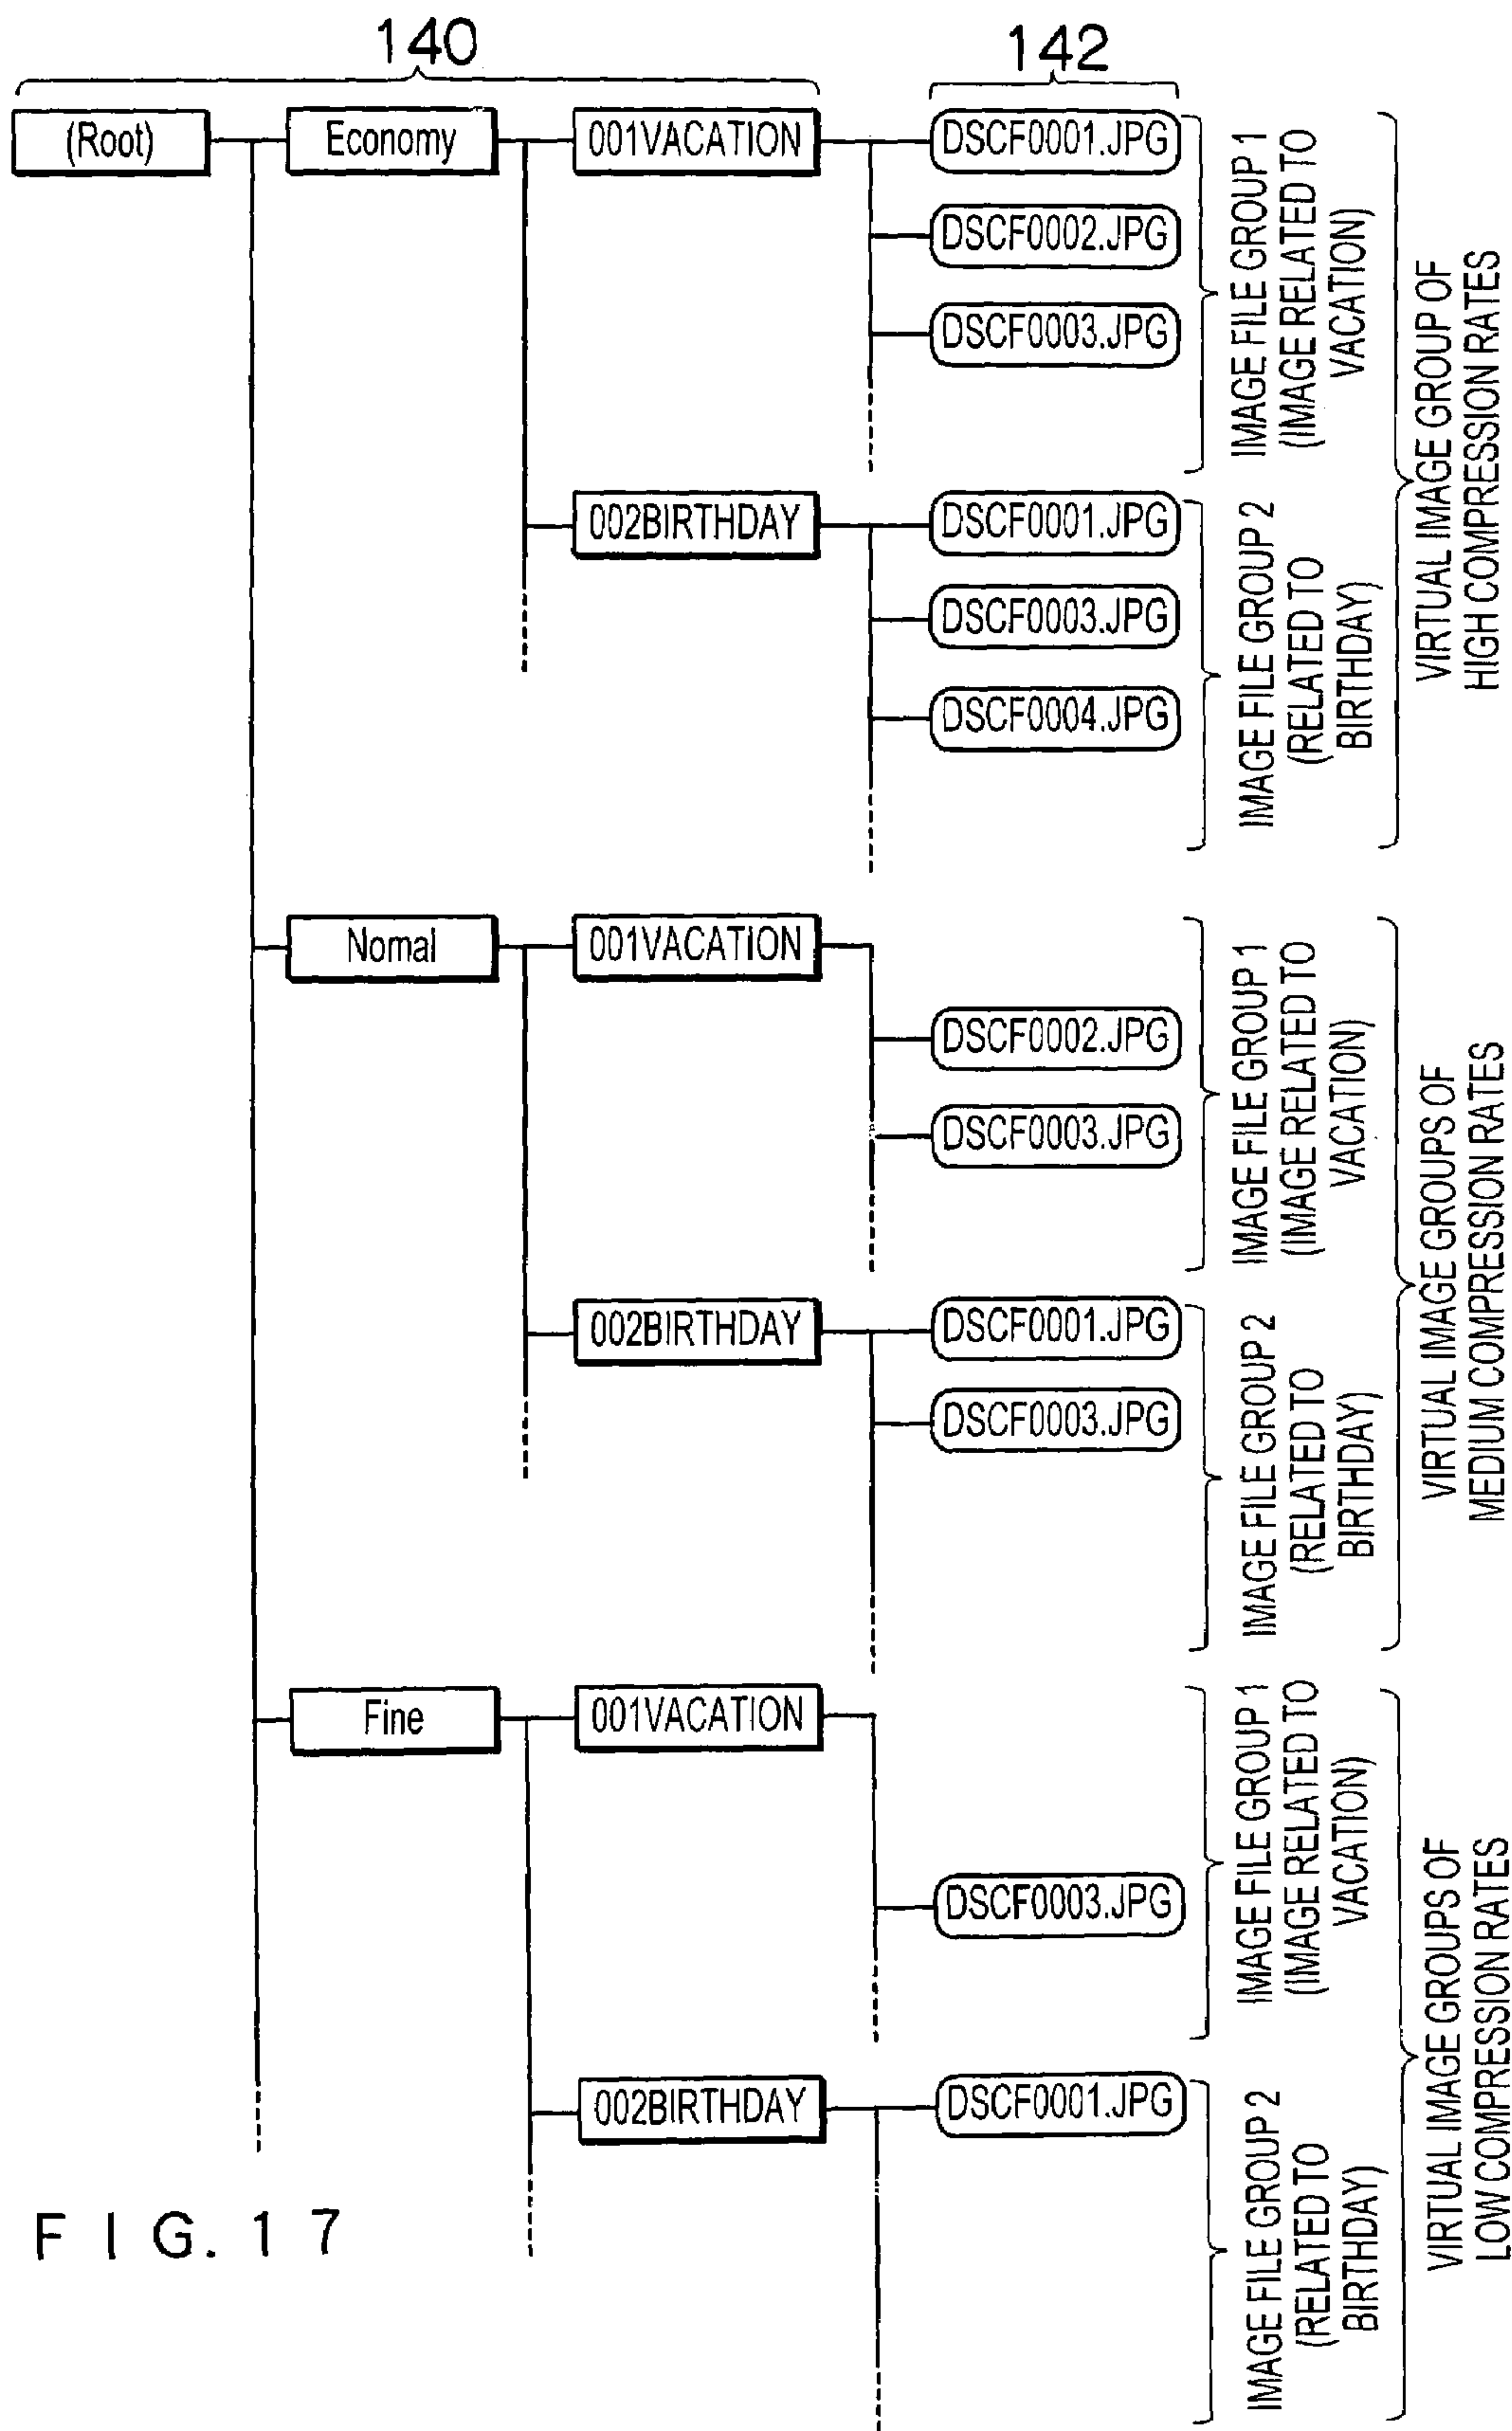 140
142
(Root)
Economy
001VACATION
DSCF0001.JPG
DSCF0002.JPG
DSCF0003.JPG
IMAGE FILE GROUP 1
(IMAGE RELATED TO
VACATION)
002BIRTHDAY
DSCF0001.JPG
DSCF0003.JPG
DSCF0004.JPG
IMAGE FILE GROUP 2
(RELATED TO
BIRTHDAY)
VIRTUAL IMAGE GROUP OF
HIGH COMPRESSION RATES
Nomal
001VACATION
DSCF0002.JPG
DSCF0003.JPG
IMAGE FILE GROUP 1
(IMAGE RELATED TO
VACATION)
002BIRTHDAY
DSCF0001.JPG
DSCF0003.JPG
IMAGE FILE GROUP 2
(RELATED TO
BIRTHDAY)
VIRTUAL IMAGE GROUPS OF
MEDIUM COMPRESSION RATES
Fine
001VACATION
DSCF0003.JPG
IMAGE FILE GROUP 1
(IMAGE RELATED TO
VACATION)
002BIRTHDAY
DSCF0001.JPG
IMAGE FILE GROUP 2
(RELATED TO
BIRTHDAY)
VIRTUAL IMAGE GROUPS OF
LOW COMPRESSION RATES
FIG. 17